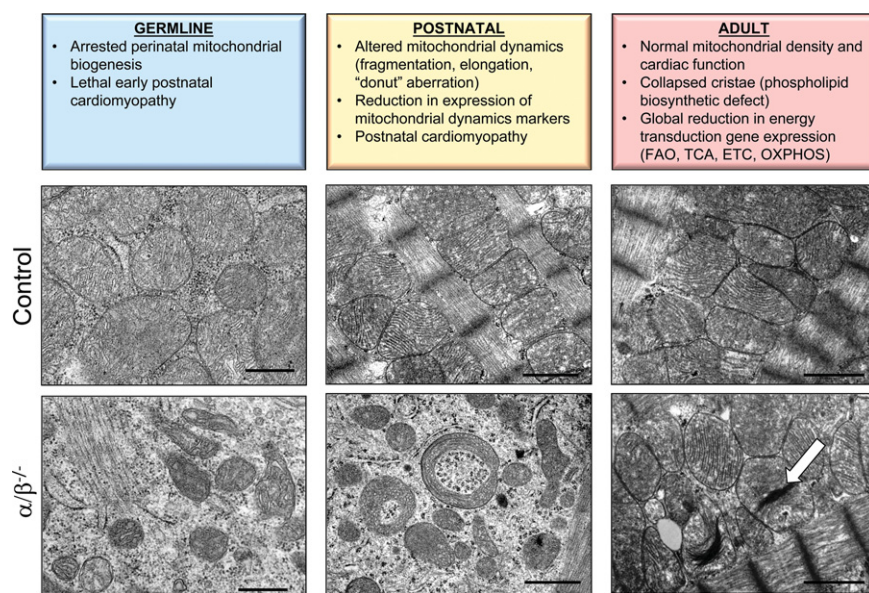 GERMLINE
• Arrested perinatal mitochondrial
biogenesis
• Lethal early postnatal
cardiomyopathy
POSTNATAL
• Altered mitochondrial dynamics
(fragmentation, elongation,
“donut” aberration)
• Reduction in expression of
mitochondrial dynamics markers
• Postnatal cardiomyopathy
ADULT
• Normal mitochondrial density and
cardiac function
• Collapsed cristae (phospholipid
biosynthetic defect)
• Global reduction in energy
transduction gene expression
(FAO, TCA, ETC, OXPHOS)
Control
α/β-/-